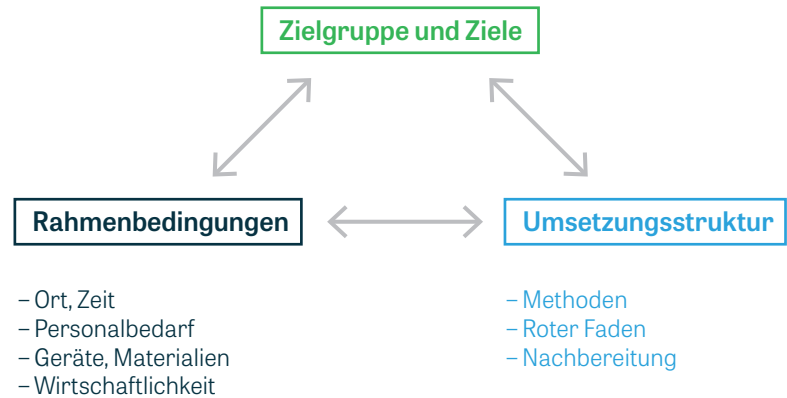 Zielgruppe und Ziele
Rahmenbedingungen
Umsetzungsstruktur
– Ort, Zeit
– Personalbedarf
– Geräte, Materialien
– Wirtschaftlichkeit
– Methoden
– Roter Faden
– Nachbereitung